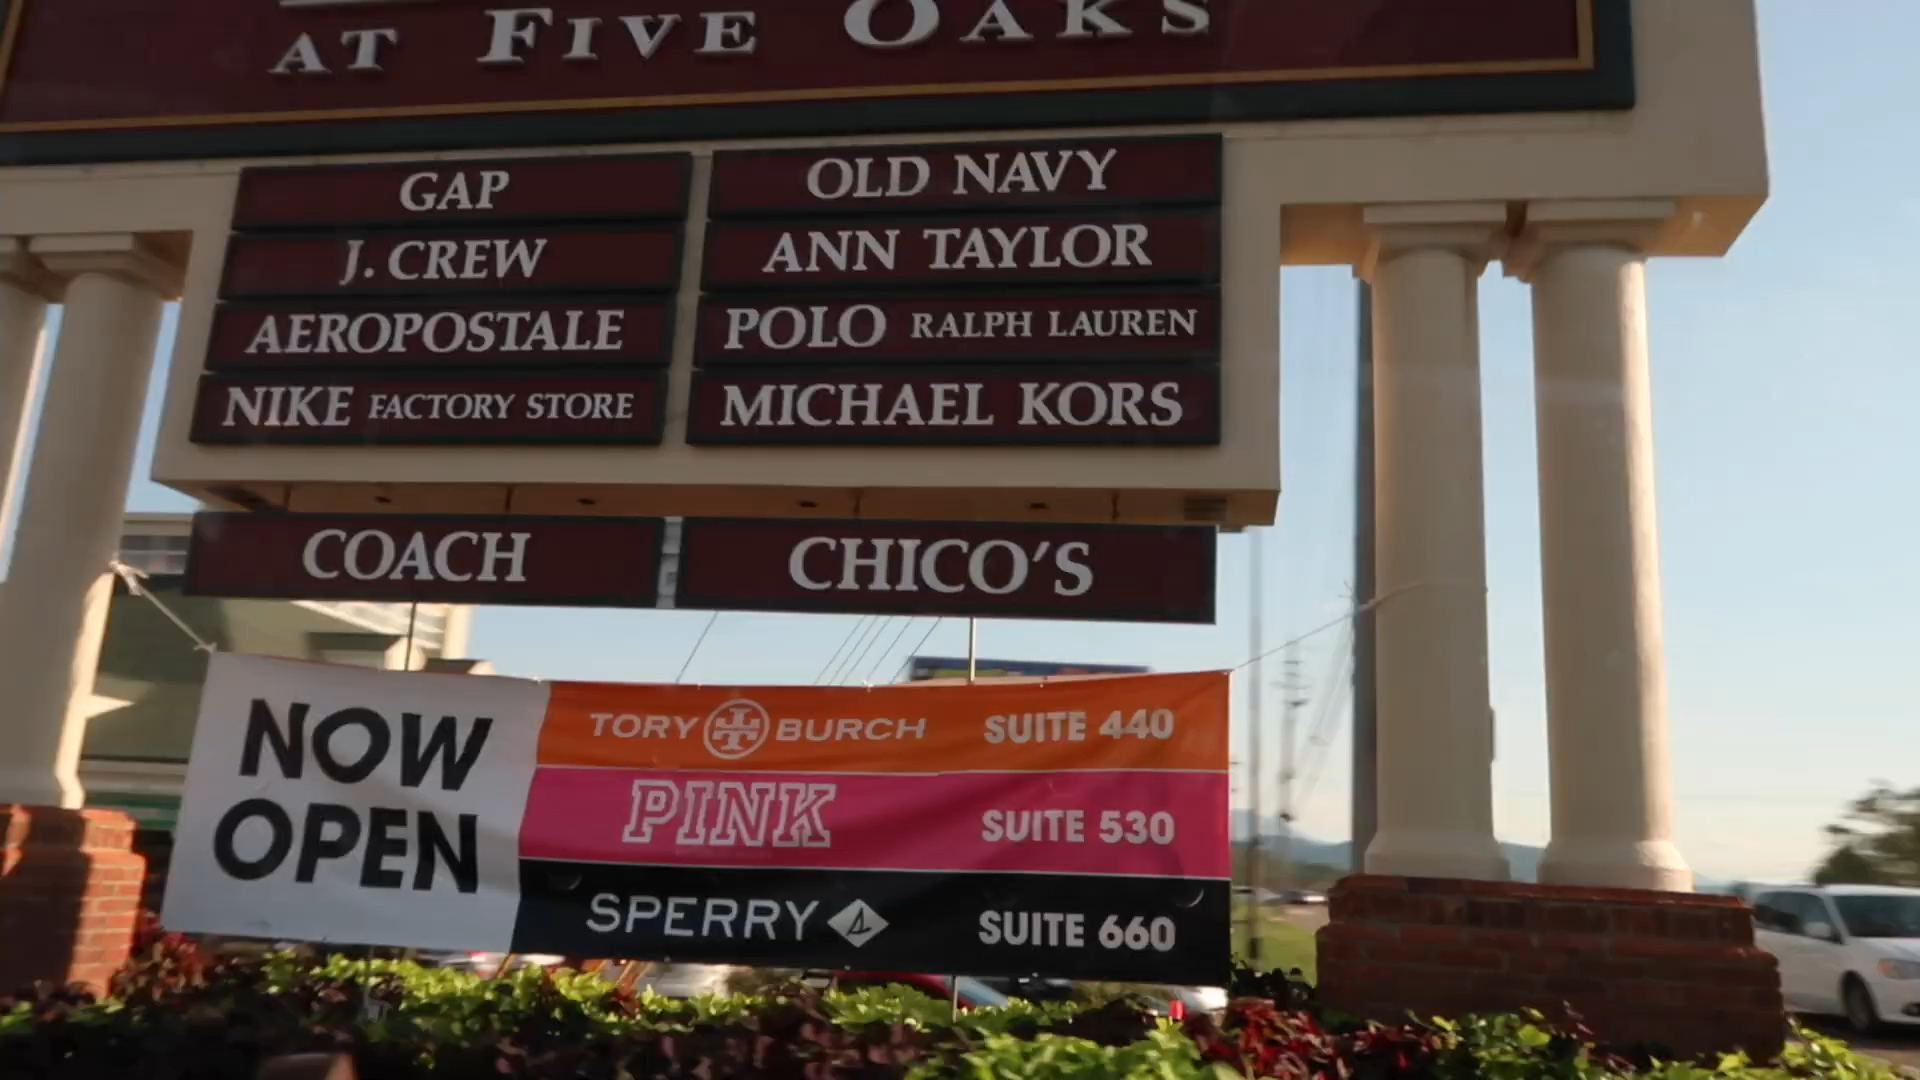 AT FIVE OAKS
GAP
OLD NAVY
J. CREW
ANN TAYLOR
AEROPOSTALE
POLO RALPH LAUREN
NIKE FACTORY STORE
MICHAEL KORS
COACH
CHICO'S
NOW
OPEN
TORY BURCH SUITE 440
PINK SUITE 530
SPERRY SUITE 660